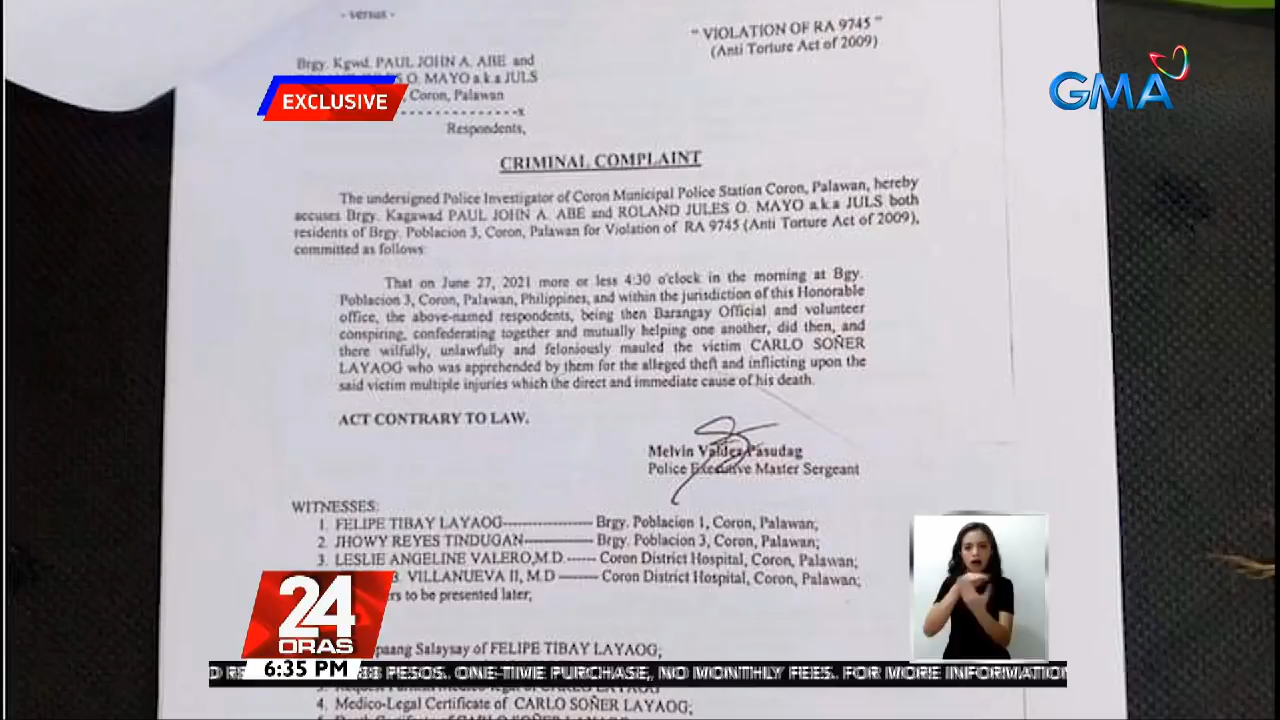 - versus -
" VIOLATION OF RA 9745 "
(Anti Torture Act of 2009)
Brgy. Kgwd. PAUL JOHN A. ABE and
S O. MAYO a.k.a JULS
, Coron, Palawan
- - - - - - - - - - - - - - -x
Respondents,
EXCLUSIVE
GMA
CRIMINAL COMPLAINT
The undersigned Police Investigator of Coron Municipal Police Station Coron, Palawan, hereby
accuses Brgy. Kagawad PAUL JOHN A. ABE and ROLAND JULES O. MAYO a.k.a JULS both
residents of Brgy. Poblacion 3, Coron, Palawan for Violation of RA 9745 (Anti Torture Act of 2009),
committed as follows:
That on June 27, 2021 more or less 4:30 o'clock in the morning at Bgy.
Poblacion 3, Coron, Palawan, Philippines, and within the jurisdiction of this Honorable
office, the above-named respondents, being then Barangay Official and volunteer
conspiring, confederating together and mutually helping one another, did then, and
there wilfully, unlawfully and feloniously mauled the victim CARLO SOÑER
LAYAOG who was apprehended by them for the alleged theft and inflicting upon the
said victim multiple injuries which the direct and immediate cause of his death.
ACT CONTRARY TO LAW.
Melvin Valdez Pasudag
Police Executive Master Sergeant
WITNESSES:
1. FELIPE TIBAY LAYAOG------------------ Brgy. Poblacion 1, Coron, Palawan;
2. JHOWY REYES TINDUGAN--------------- Brgy. Poblacion 3, Coron, Palawan;
3. LESLIE ANGELINE VALERO,M.D.------ Coron District Hospital, Coron, Palawan;
3. VILLANUEVA II, M.D -------- Coron District Hospital, Coron, Palawan;
rs to be presented later,
paang Salaysay of FELIPE TIBAY LAYAOG;
24
ORAS
6:35 PM
88 PESOS. ONE-TIME PURCHASE, NO MONTHLY FEES. FOR MORE INFORMATION
4. Medico-Legal Certificate of CARLO SOÑER LAYAOG;